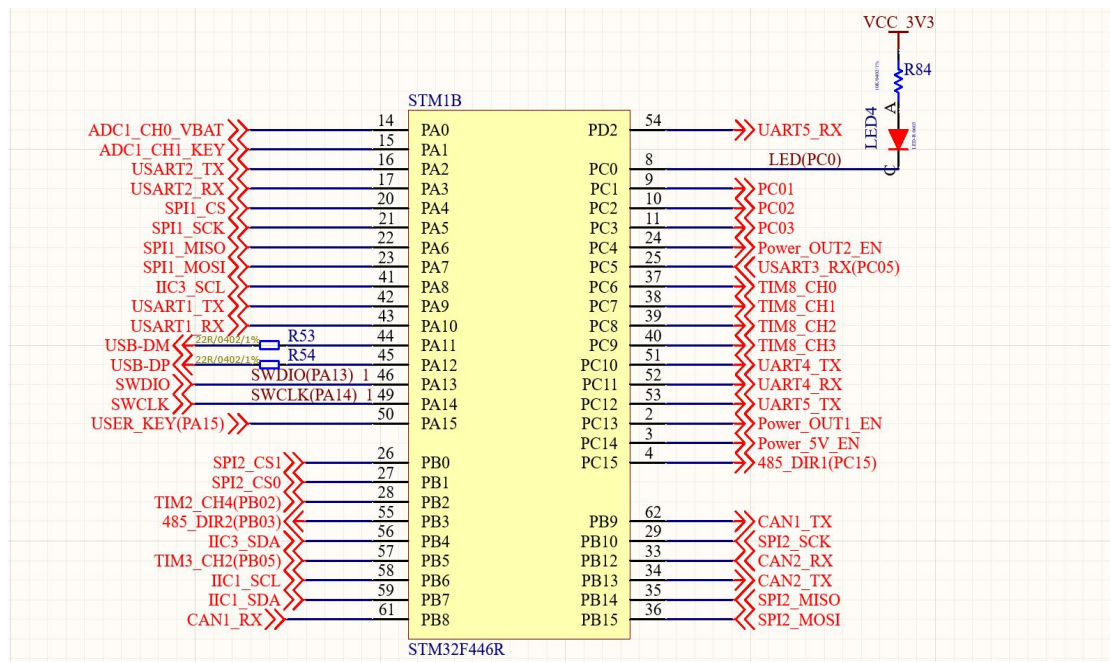 VCC_3V3
R84
10K/0402/1%
A
LED4
LED-R 0603
C
STM1B
ADC1_CH0_VBAT 14 PA0
ADC1_CH1_KEY 15 PA1
USART2_TX 16 PA2
USART2_RX 17 PA3
SPI1_CS 20 PA4
SPI1_SCK 21 PA5
SPI1_MISO 22 PA6
SPI1_MOSI 23 PA7
IIC3_SCL 41 PA8
USART1_TX 42 PA9
USART1_RX 43 PA10
USB-DM 22R/0402/1% R53 44 PA11
USB-DP 22R/0402/1% R54 45 PA12
SWDIO SWDIO(PA13) 1 46 PA13
SWCLK SWCLK(PA14) 1 49 PA14
USER_KEY(PA15) 50 PA15
SPI2_CS1 26 PB0
SPI2_CS0 27 PB1
TIM2_CH4(PB02) 28 PB2
485_DIR2(PB03) 55 PB3
IIC3_SDA 56 PB4
TIM3_CH2(PB05) 57 PB5
IIC1_SCL 58 PB6
IIC1_SDA 59 PB7
CAN1_RX 61 PB8
PD2 54 UART5_RX
PC0 8 LED(PC0)
PC1 9 PC01
PC2 10 PC02
PC3 11 PC03
PC4 24 Power_OUT2_EN
PC5 25 USART3_RX(PC05)
PC6 37 TIM8_CH0
PC7 38 TIM8_CH1
PC8 39 TIM8_CH2
PC9 40 TIM8_CH3
PC10 51 UART4_TX
PC11 52 UART4_RX
PC12 53 UART5_TX
PC13 2 Power_OUT1_EN
PC14 3 Power_5V_EN
PC15 4 485_DIR1(PC15)
PB9 62 CAN1_TX
PB10 29 SPI2_SCK
PB12 33 CAN2_RX
PB13 34 CAN2_TX
PB14 35 SPI2_MISO
PB15 36 SPI2_MOSI
STM32F446R